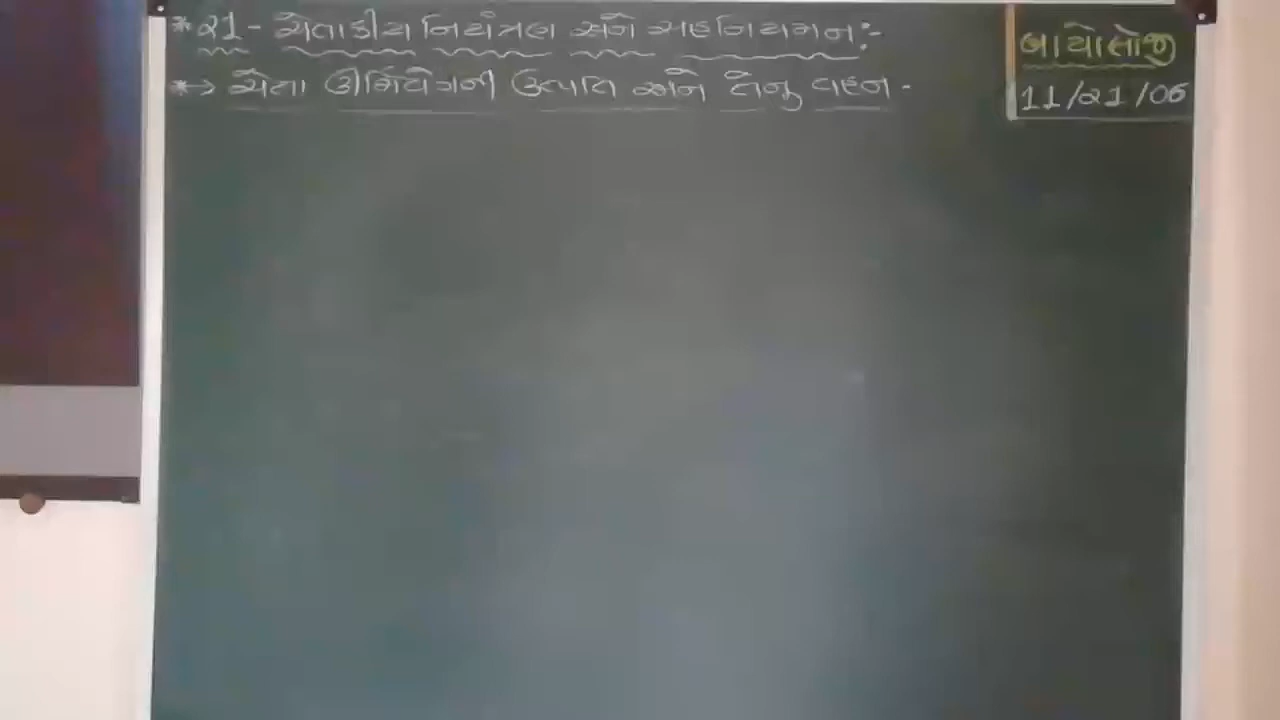 * 21 - ચેતાકીય નિયંત્રણ અને સહનિયમન :-
* → ચેતા ઊર્મિવેગની ઉત્પતિ અને તેનુ વહન -
બાયોલોજી
11/21/06